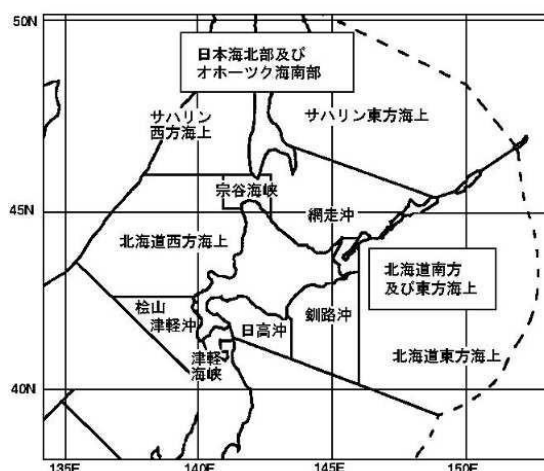 50N
日本海北部及び
オホーツク海南部
サハリン
西方海上
サハリン東方海上
宗谷海峡
45N
網走沖
北海道西方海上
北海道南方
及び東方海上
桧山
津軽沖
日高沖
釧路沖
津軽
海峡
北海道東方海上
40N
135E
140E
145E
150E